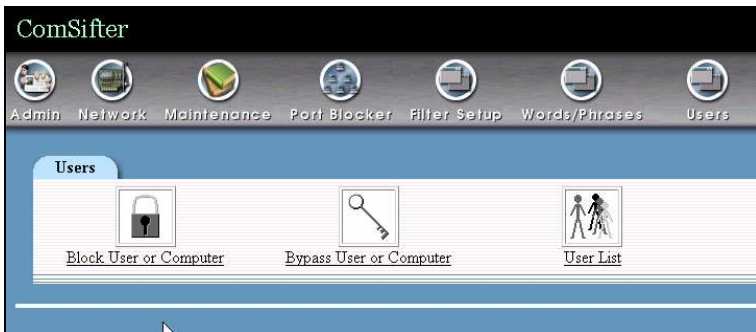 ComSifter
Admin Network Maintenance Port Blocker Filter Setup Words/Phrases Users
Users
Block User or Computer Bypass User or Computer User List